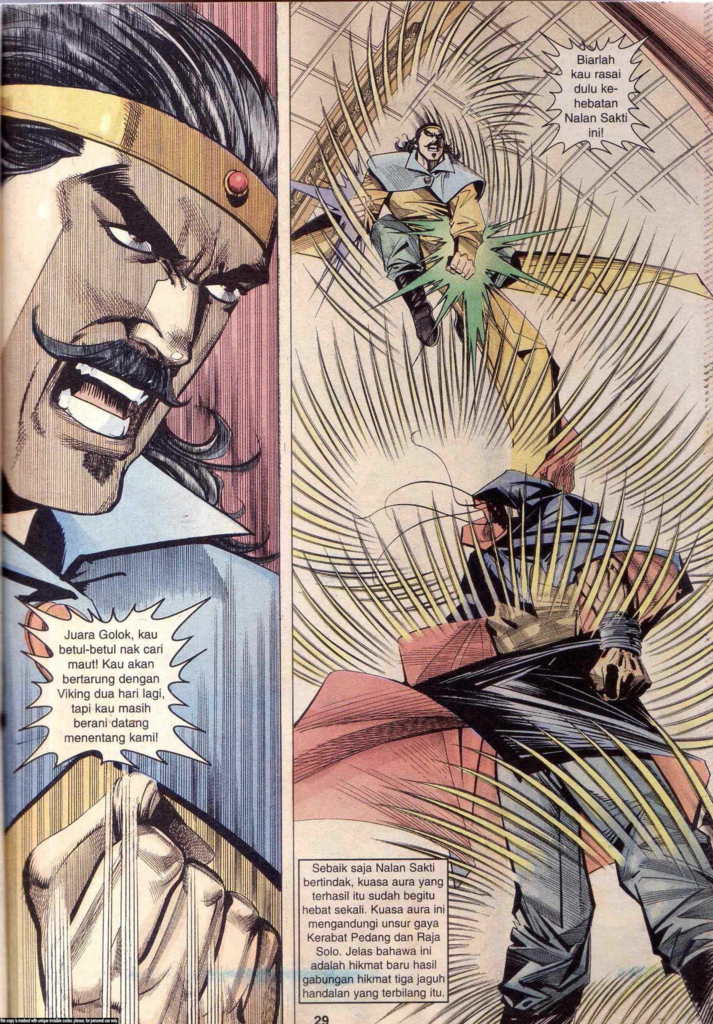 Juara Golok, kau
betul-betul nak cari
maut! Kau akan
bertarung dengan
Viking dua hari lagi,
tapi kau masih
berani datang
menentang kami!
Biarlah
kau rasai
dulu ke-
hebatan
Nalan Sakti
ini!
Sebaik saja Nalan Sakti
bertindak, kuasa aura yang
terhasil itu sudah begitu
hebat sekali. Kuasa aura ini
mengandungi unsur gaya
Kerabat Pedang dan Raja
Solo. Jelas bahawa ini
adalah hikmat baru hasil
gabungan hikmat tiga jaguh
handalan yang terbilang itu.
29